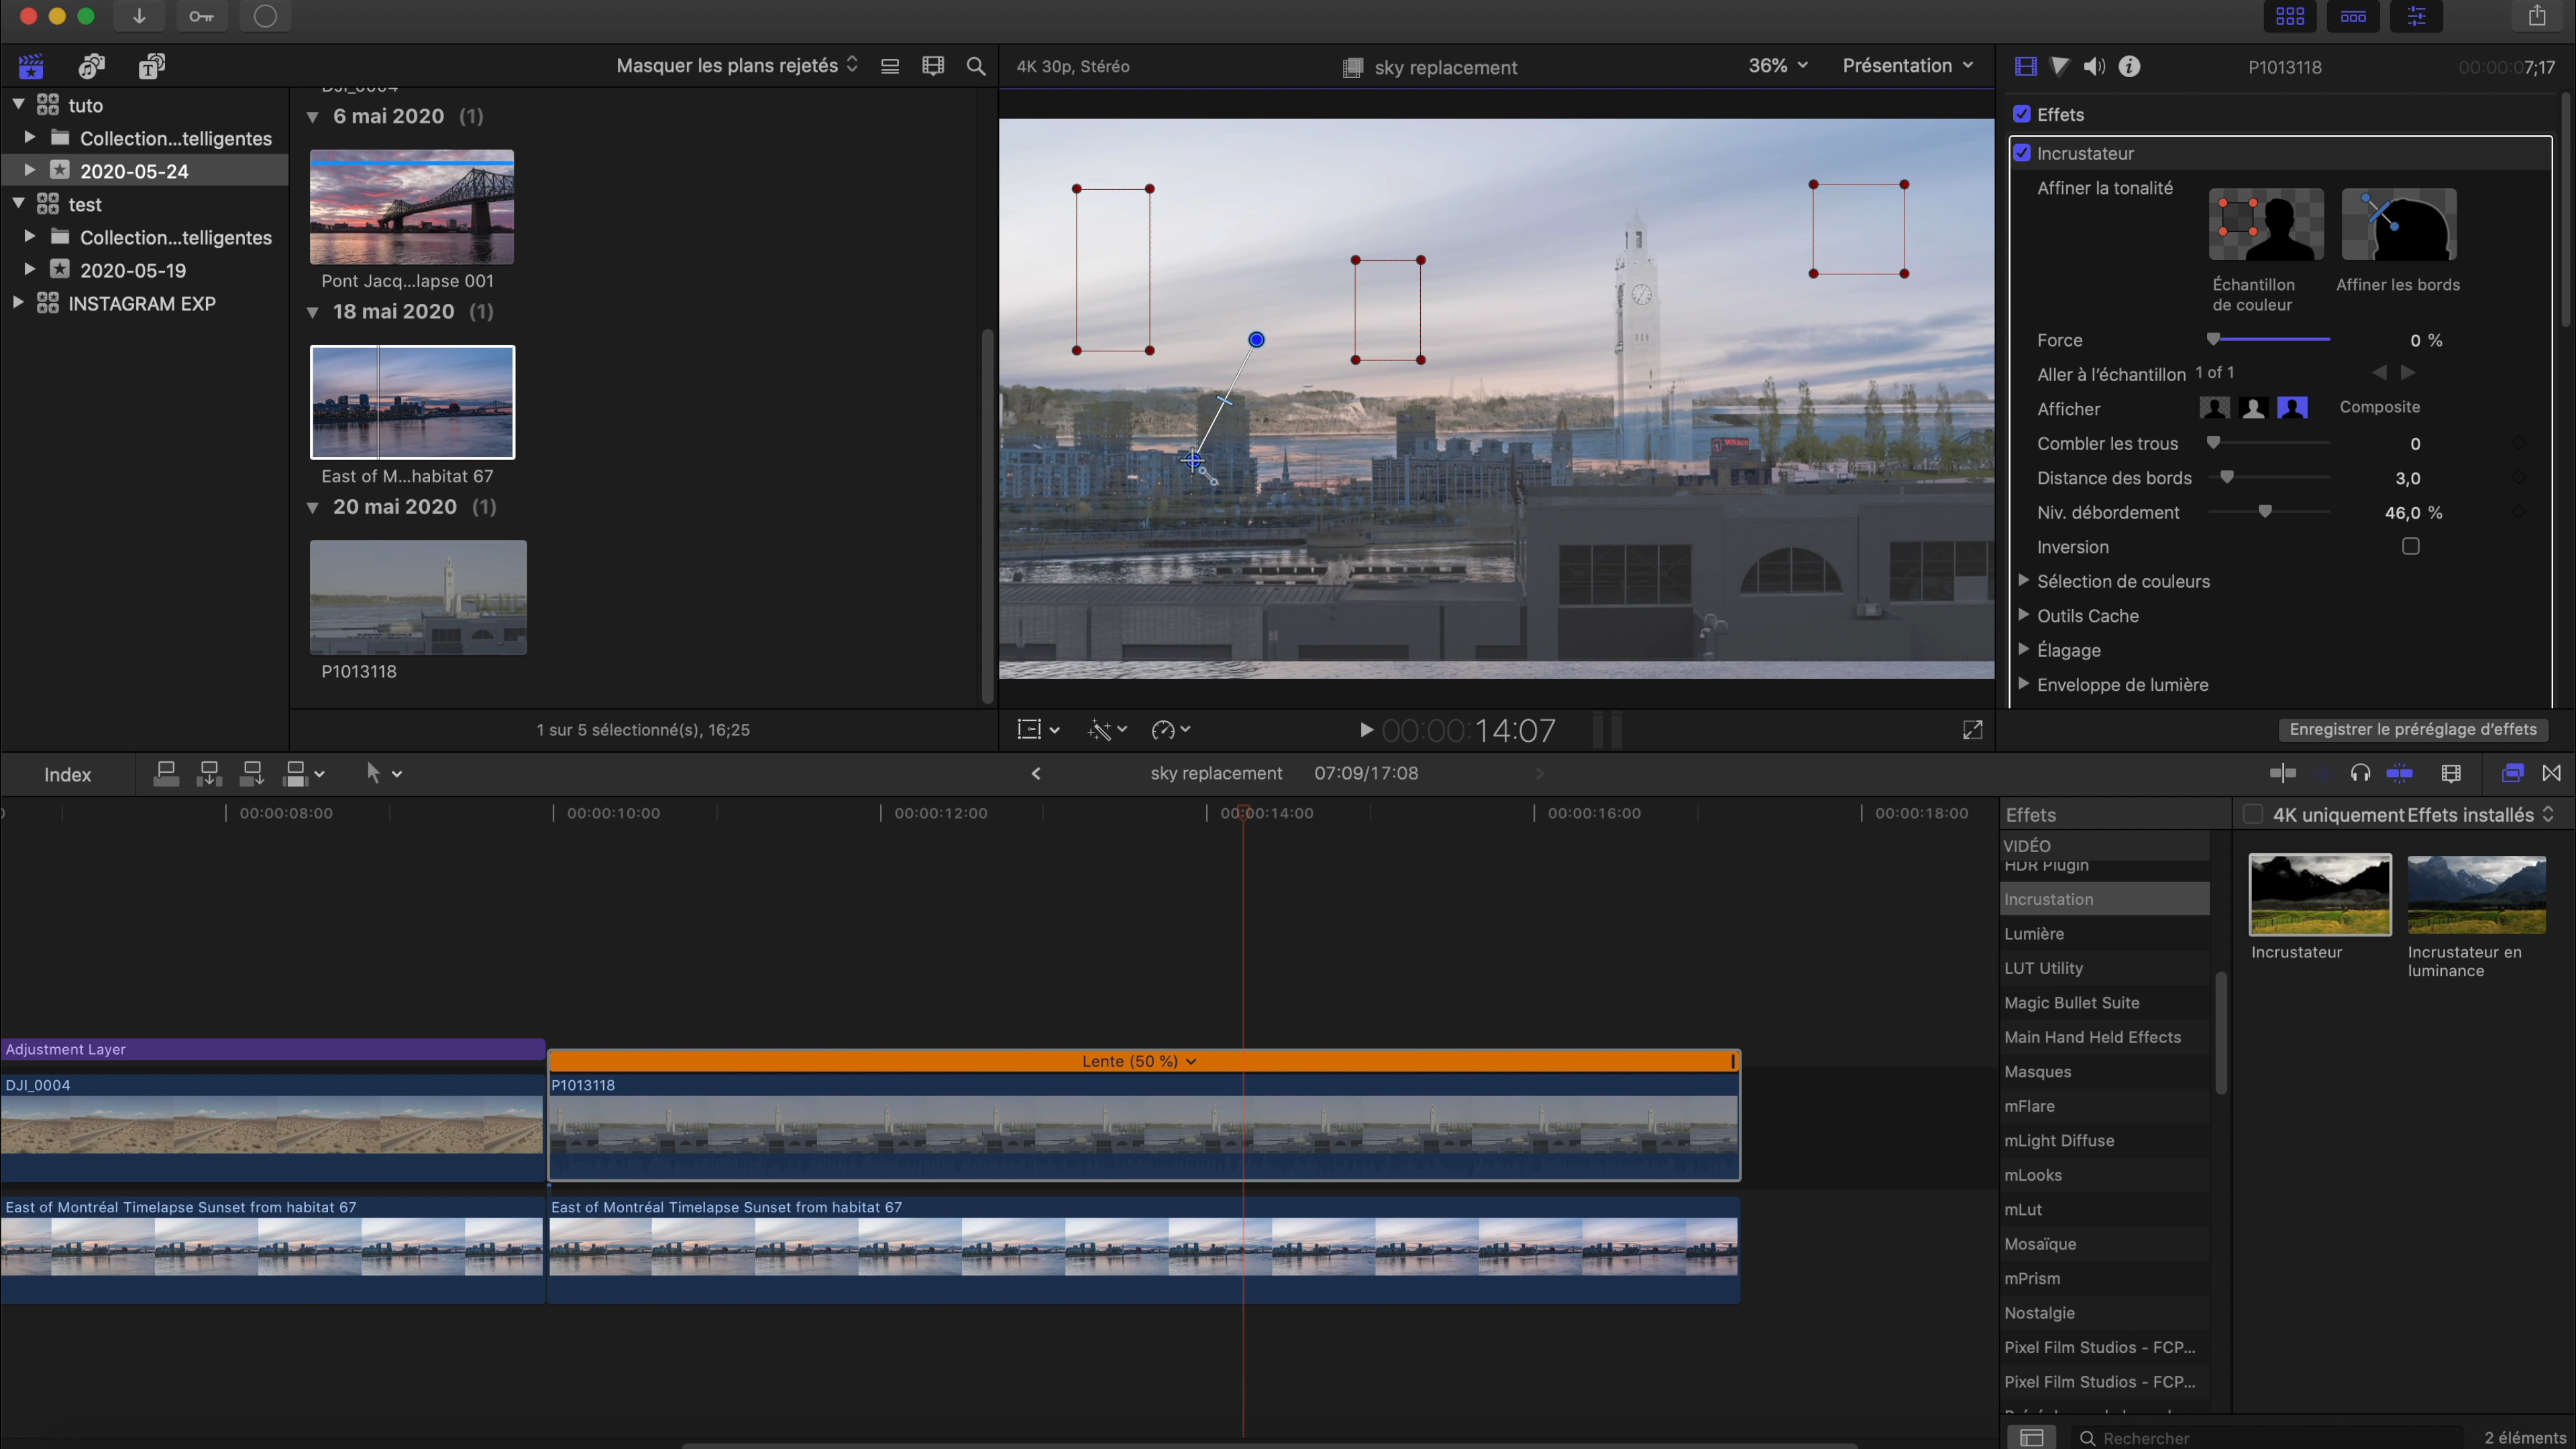 Masquer les plans rejetés
4K 30p, Stéréo
sky replacement
36%
Présentation
P1013118
00:00:07;17
tuto
Collection...telligentes
2020-05-24
test
Collection...telligentes
2020-05-19
INSTAGRAM EXP
DJI_0004
6 mai 2020 (1)
Pont Jacq...lapse 001
18 mai 2020 (1)
East of M...habitat 67
20 mai 2020 (1)
P1013118
1 sur 5 sélectionné(s), 16;25
00:00:14:07
Effets
Incrustateur
Affiner la tonalité
Échantillon
de couleur
Affiner les bords
Force
0 %
Aller à l'échantillon
1 of 1
Afficher
Composite
Combler les trous
0
Distance des bords
3,0
Niv. débordement
46,0 %
Inversion
Sélection de couleurs
Outils Cache
Élagage
Enveloppe de lumière
Enregistrer le préréglage d'effets
Index
sky replacement
07:09/17:08
00:00:08:00
00:00:10:00
00:00:12:00
00:00:14:00
00:00:16:00
00:00:18:00
Adjustment Layer
Lente (50 %)
DJI_0004
P1013118
East of Montréal Timelapse Sunset from habitat 67
East of Montréal Timelapse Sunset from habitat 67
Effets
4K uniquement
Effets installés
VIDÉO
HDR Plugin
Incrustation
Lumière
LUT Utility
Magic Bullet Suite
Main Hand Held Effects
Masques
mFlare
mLight Diffuse
mLooks
mLut
Mosaïque
mPrism
Nostalgie
Pixel Film Studios - FCP...
Pixel Film Studios - FCP...
Incrustateur
Incrustateur en
luminance
Rechercher
2 éléments